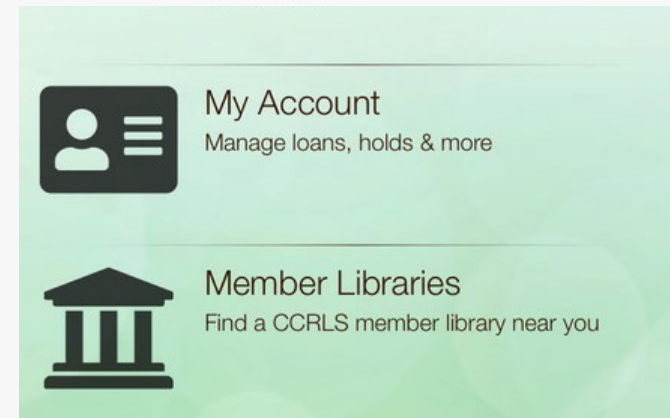 My Account
Manage loans, holds & more
Member Libraries
Find a CCRLS member library near you